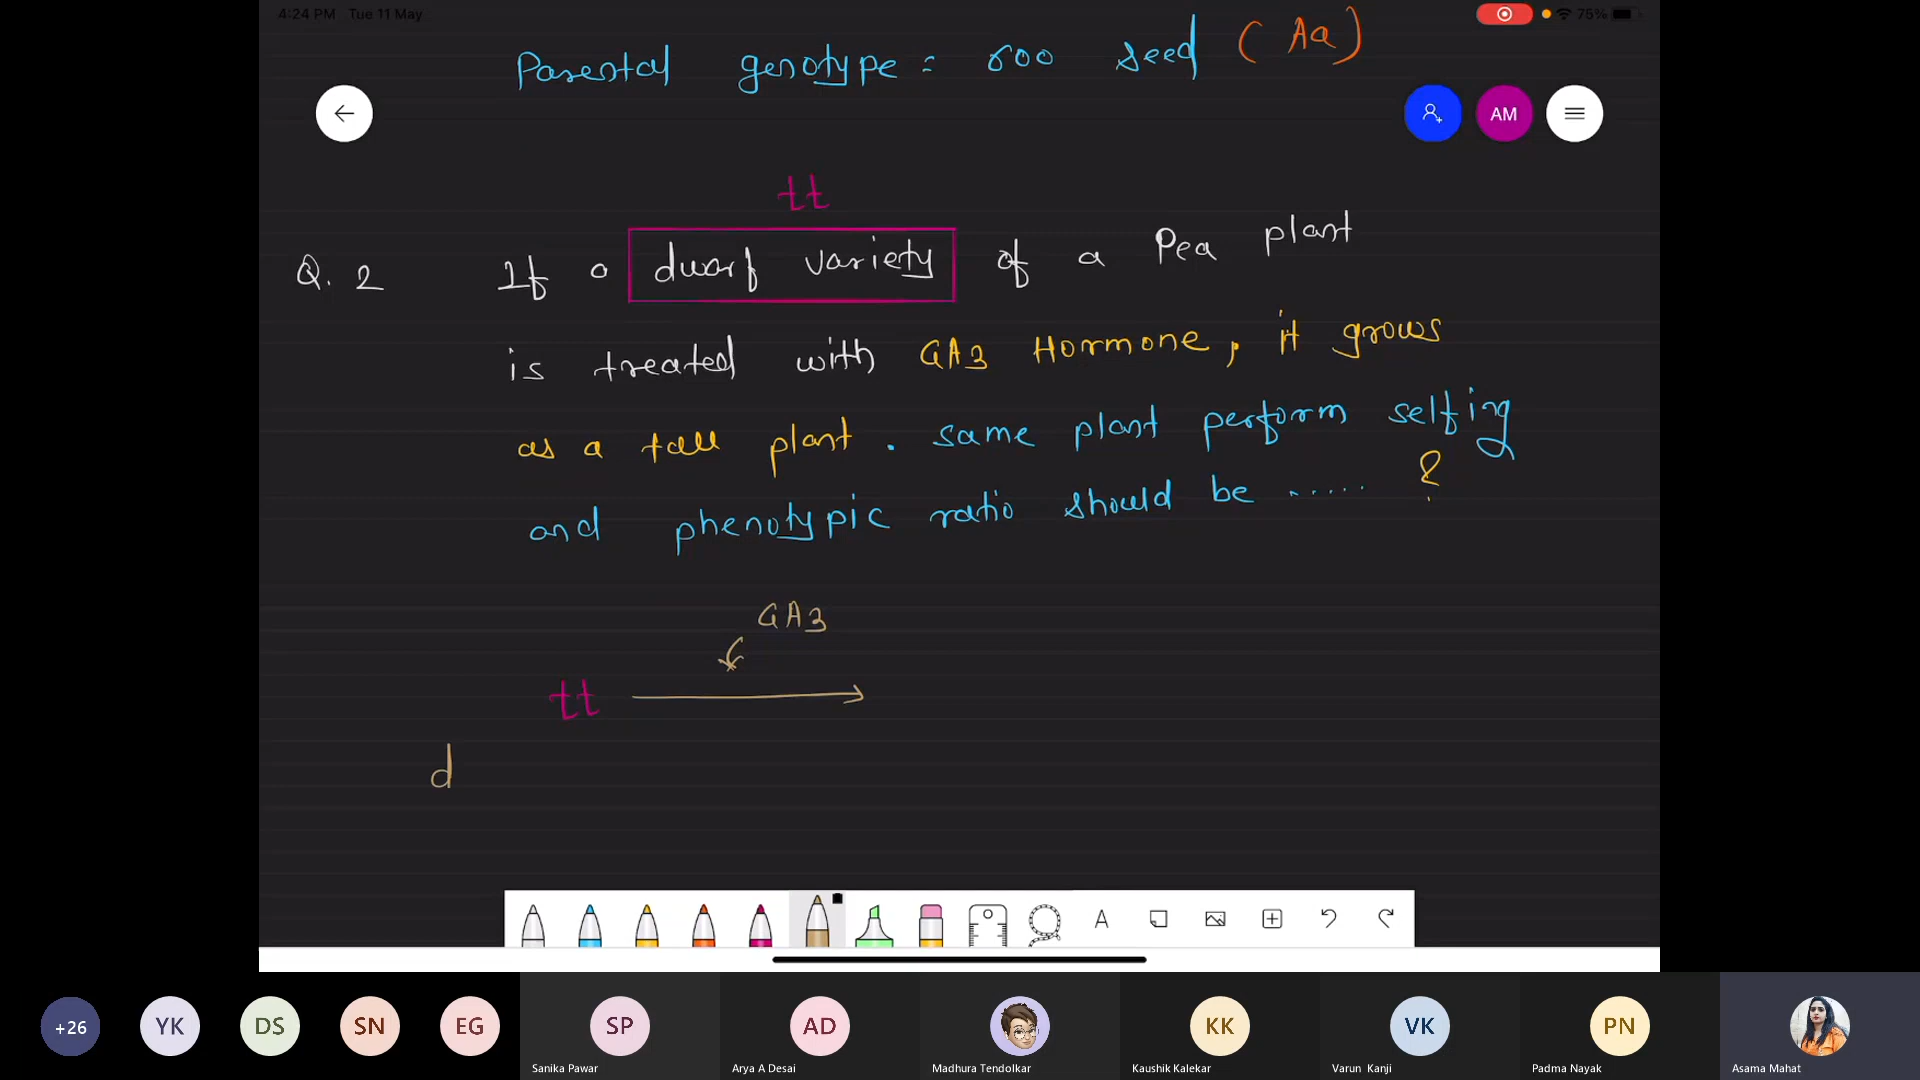 4:24 PM Tue 11 May
75%
Parental genotype = 600 seed (Aa)
AM
tt
Q. 2 If a dwarf variety of a Pea plant
is treated with GA3 Hormone, it grows
as a tall plant. same plant perform selfing
and phenotypic ratio should be ..... ?
GA3
tt
d
A
+26 YK DS SN EG SP AD KK VK PN
Sanika Pawar Arya A Desai Madhura Tendolkar Kaushik Kalekar Varun Kanji Padma Nayak Asama Mahat